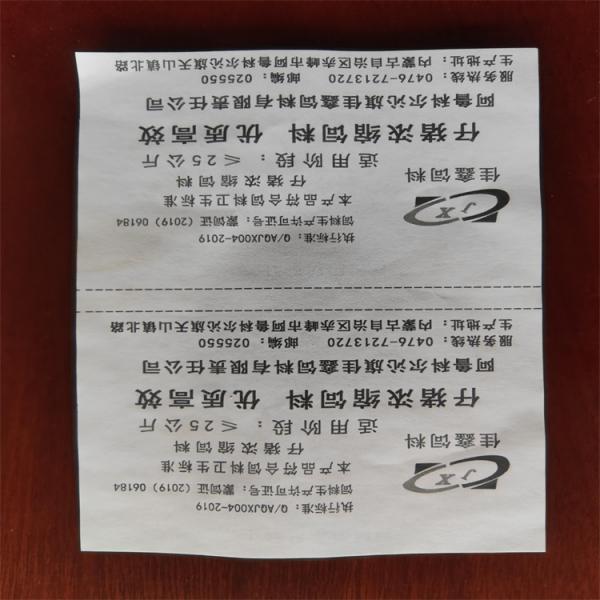 执行标准：Q/AQJX004-2019
饲料生产许可证号：蒙饲证（2019）06184
本产品符合饲料卫生标准
JX
仔猪浓缩饲料
佳鑫饲料
适用阶段：≤25公斤
仔猪浓缩饲料 优质高效
阿鲁科尔沁旗佳鑫饲料有限责任公司
服务热线：0476-7213720 邮编：025550
生产地址：内蒙古自治区赤峰市阿鲁科尔沁旗天山镇北路
执行标准：Q/AQJX004-2019
饲料生产许可证号：蒙饲证（2019）06184
本产品符合饲料卫生标准
JX
仔猪浓缩饲料
佳鑫饲料
适用阶段：≤25公斤
仔猪浓缩饲料 优质高效
阿鲁科尔沁旗佳鑫饲料有限责任公司
服务热线：0476-7213720 邮编：025550
生产地址：内蒙古自治区赤峰市阿鲁科尔沁旗天山镇北路